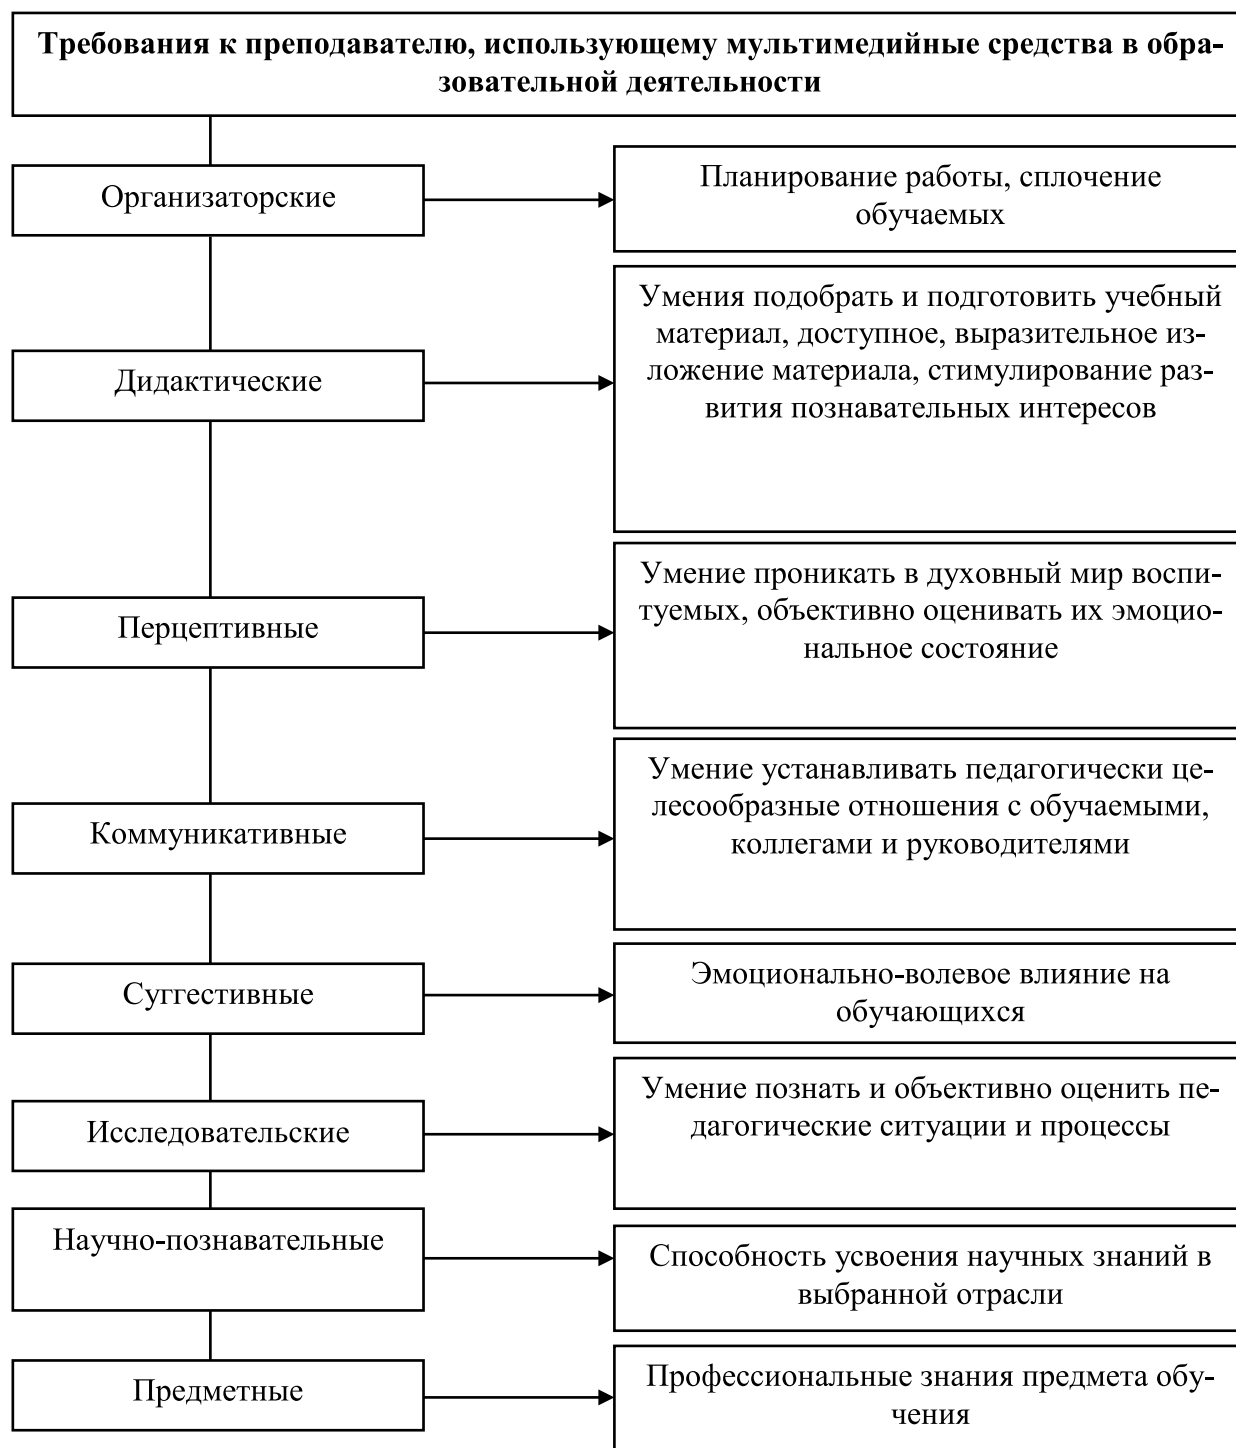 Требования к преподавателю, использующему мультимедийные средства в обра-
зовательной деятельности
Организаторские
Планирование работы, сплочение
обучаемых
Дидактические
Умения подобрать и подготовить учебный
материал, доступное, выразительное из-
ложение материала, стимулирование раз-
вития познавательных интересов
Перцептивные
Умение проникать в духовный мир воспи-
туемых, объективно оценивать их эмоцио-
нальное состояние
Коммуникативные
Умение устанавливать педагогически це-
лесообразные отношения с обучаемыми,
коллегами и руководителями
Суггестивные
Эмоционально-волевое влияние на
обучающихся
Исследовательские
Умение познать и объективно оценить пе-
дагогические ситуации и процессы
Научно-познавательные
Способность усвоения научных знаний в
выбранной отрасли
Предметные
Профессиональные знания предмета обу-
чения